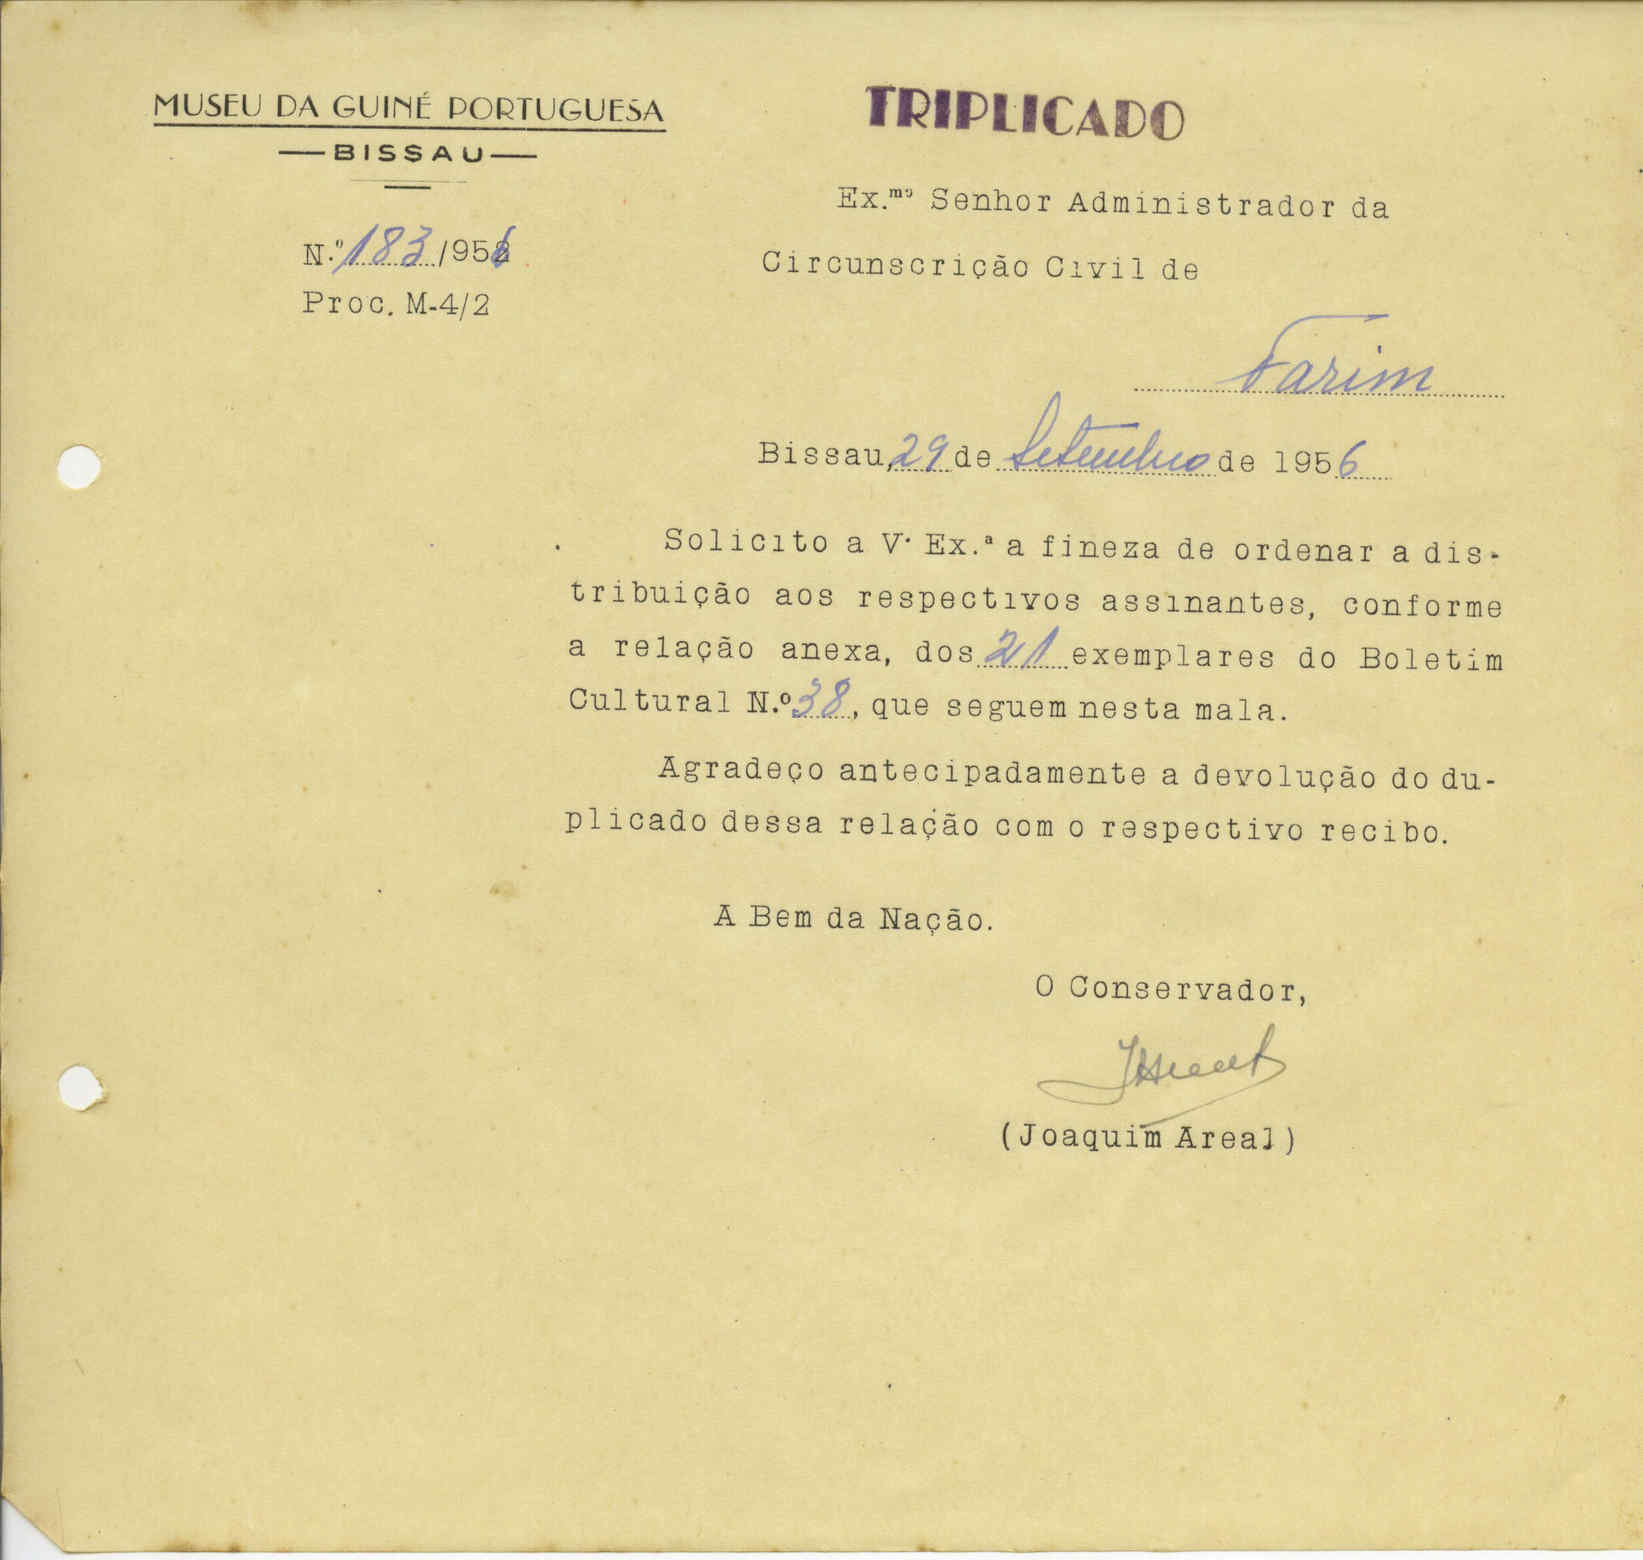 MUSEU DA GUINÉ PORTUGUESA
BISSAU
TRIPLICADO
N.º 183/956
Proc. M-4/2
Ex.mo Senhor Administrador da
Circunscrição Civil de
Farim
Bissau, 29 de Setembro de 1956
Solicito a V. Ex.ª a fineza de ordenar a dis-
tribuição aos respectivos assinantes, conforme
a relação anexa, dos 21 exemplares do Boletim
Cultural N.º 38, que seguem nesta mala.
Agradeço antecipadamente a devolução do du-
plicado dessa relação com o respectivo recibo.
A Bem da Nação.
O Conservador,
(Joaquim Areal)